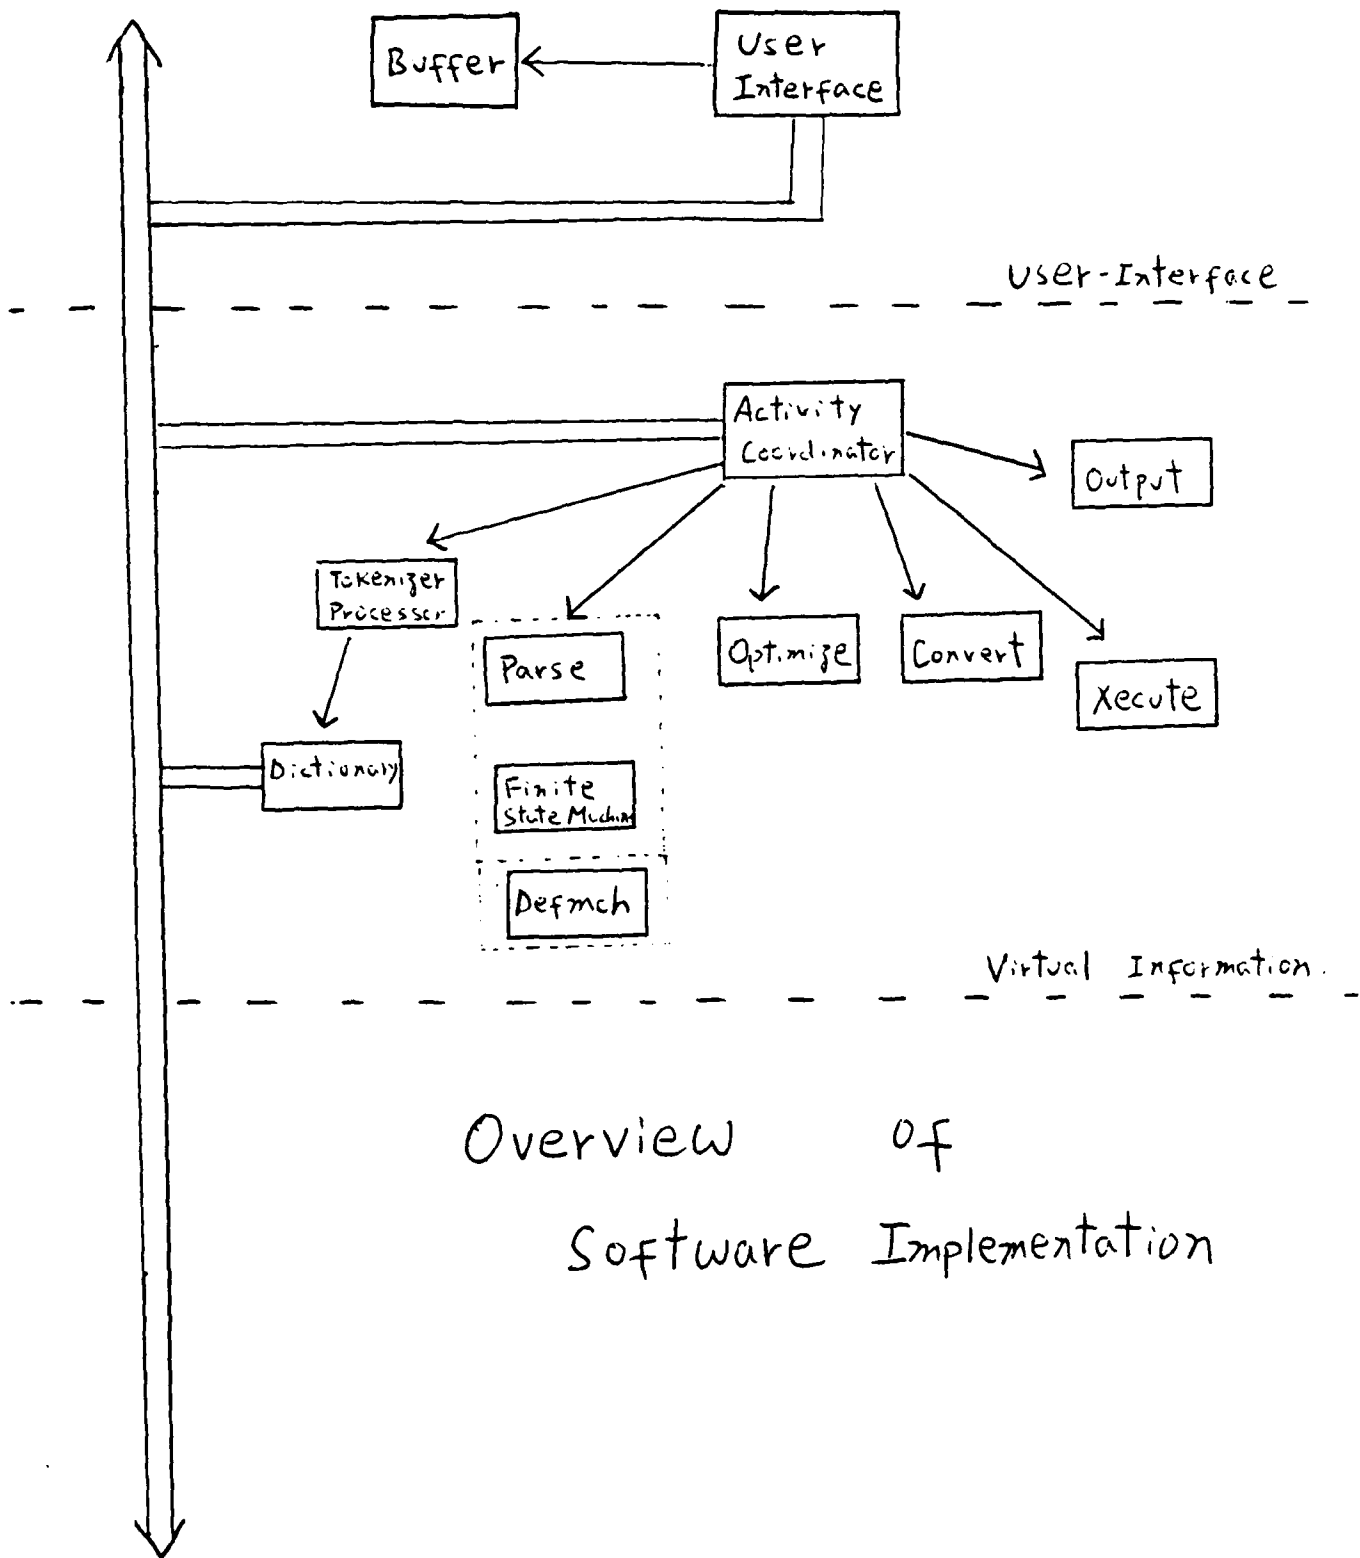 Buffer
User
Interface
User-Interface
Activity
Coordinator
Output
Tokenizer
Processor
Parse
Optimize
Convert
Xecute
Dictionary
Finite
State Machine
Defmch
Virtual Information.
Overview of
Software Implementation